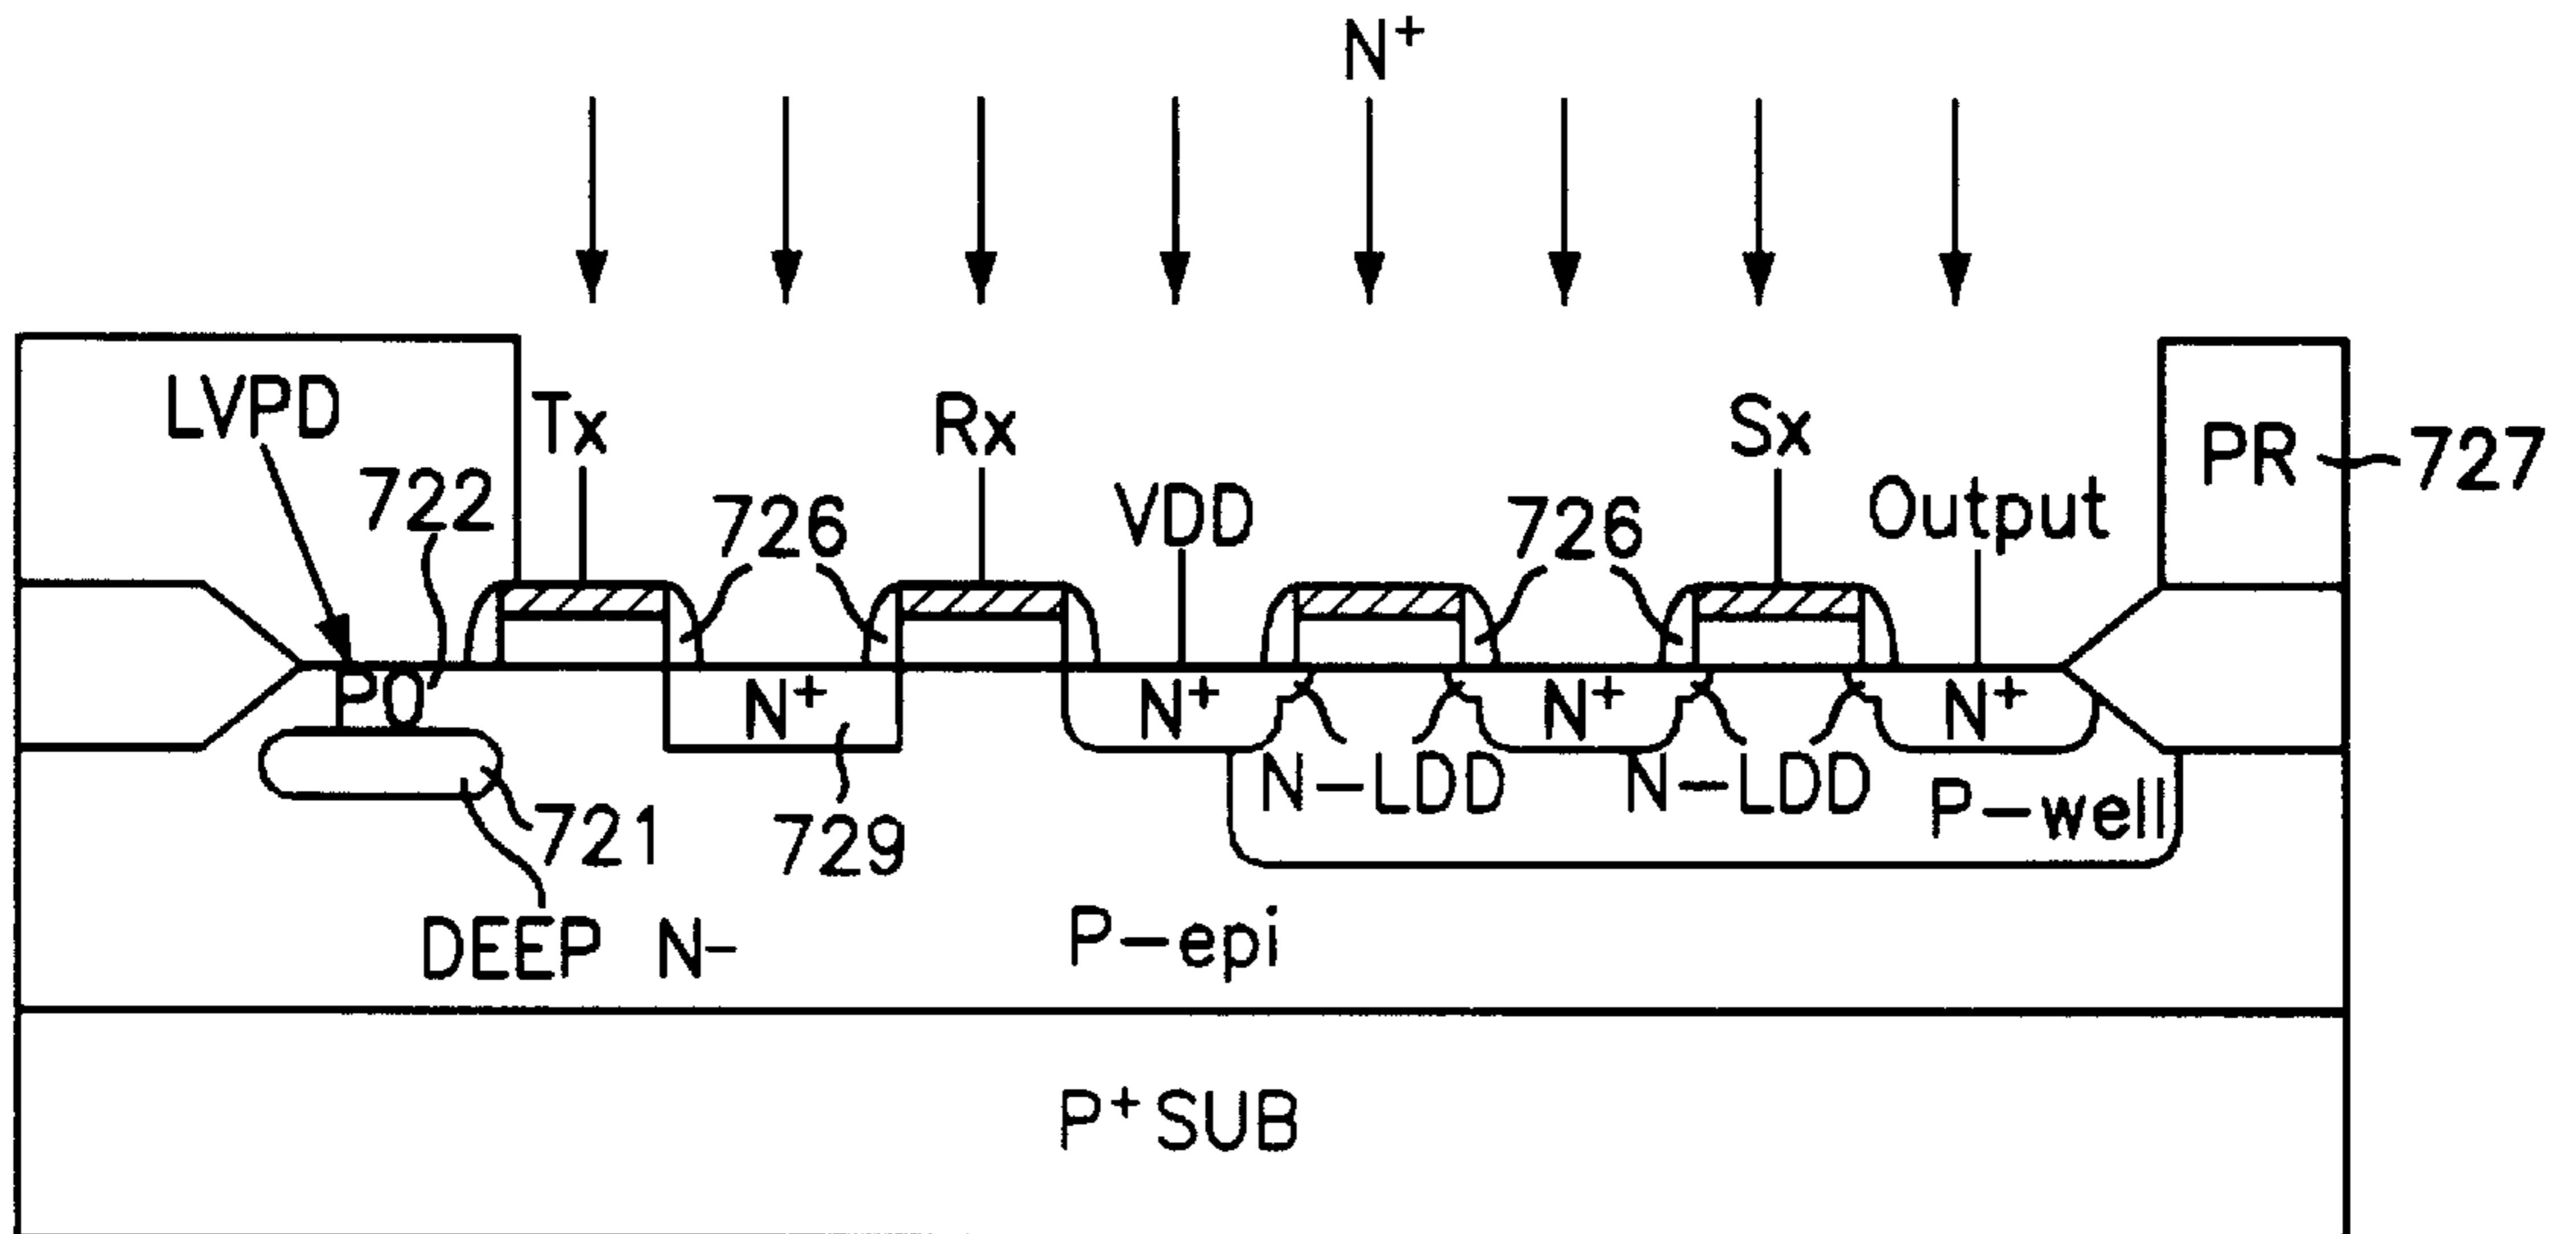 N+
LVPD
Tx
Rx
Sx
PR
727
722
726
VDD
726
Output
P0
N+
N+
N+
N+
721
729
N-LDD
N-LDD
P-well
DEEP N-
P-epi
P+ SUB